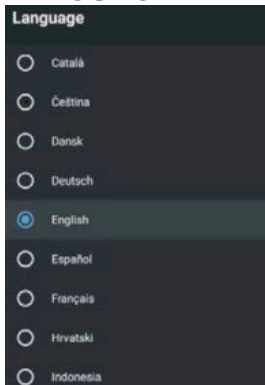 Language
Català
Čeština
Dansk
Deutsch
English
Español
Français
Hrvatski
Indonesia